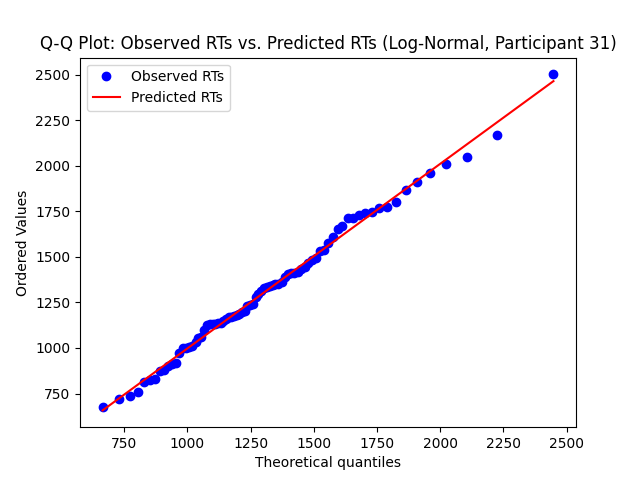 Q-Q Plot: Observed RTs vs. Predicted RTs (Log-Normal, Participant 31)
Observed RTs
Predicted RTs
Ordered Values
2500
2250
2000
1750
1500
1250
1000
750
750 1000 1250 1500 1750 2000 2250 2500
Theoretical quantiles